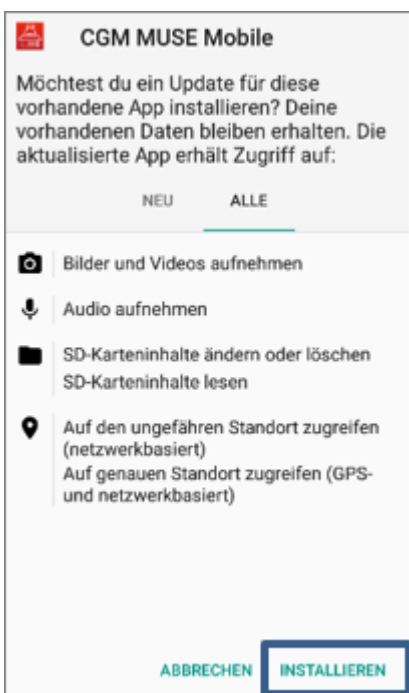 CGM MUSE Mobile
Möchtest du ein Update für diese
vorhandene App installieren? Deine
vorhandenen Daten bleiben erhalten. Die
aktualisierte App erhält Zugriff auf:
NEU ALLE
Bilder und Videos aufnehmen
Audio aufnehmen
SD-Karteninhalte ändern oder löschen
SD-Karteninhalte lesen
Auf den ungefähren Standort zugreifen
(netzwerkbasiert)
Auf genauen Standort zugreifen (GPS-
und netzwerkbasiert)
ABBRECHEN INSTALLIEREN